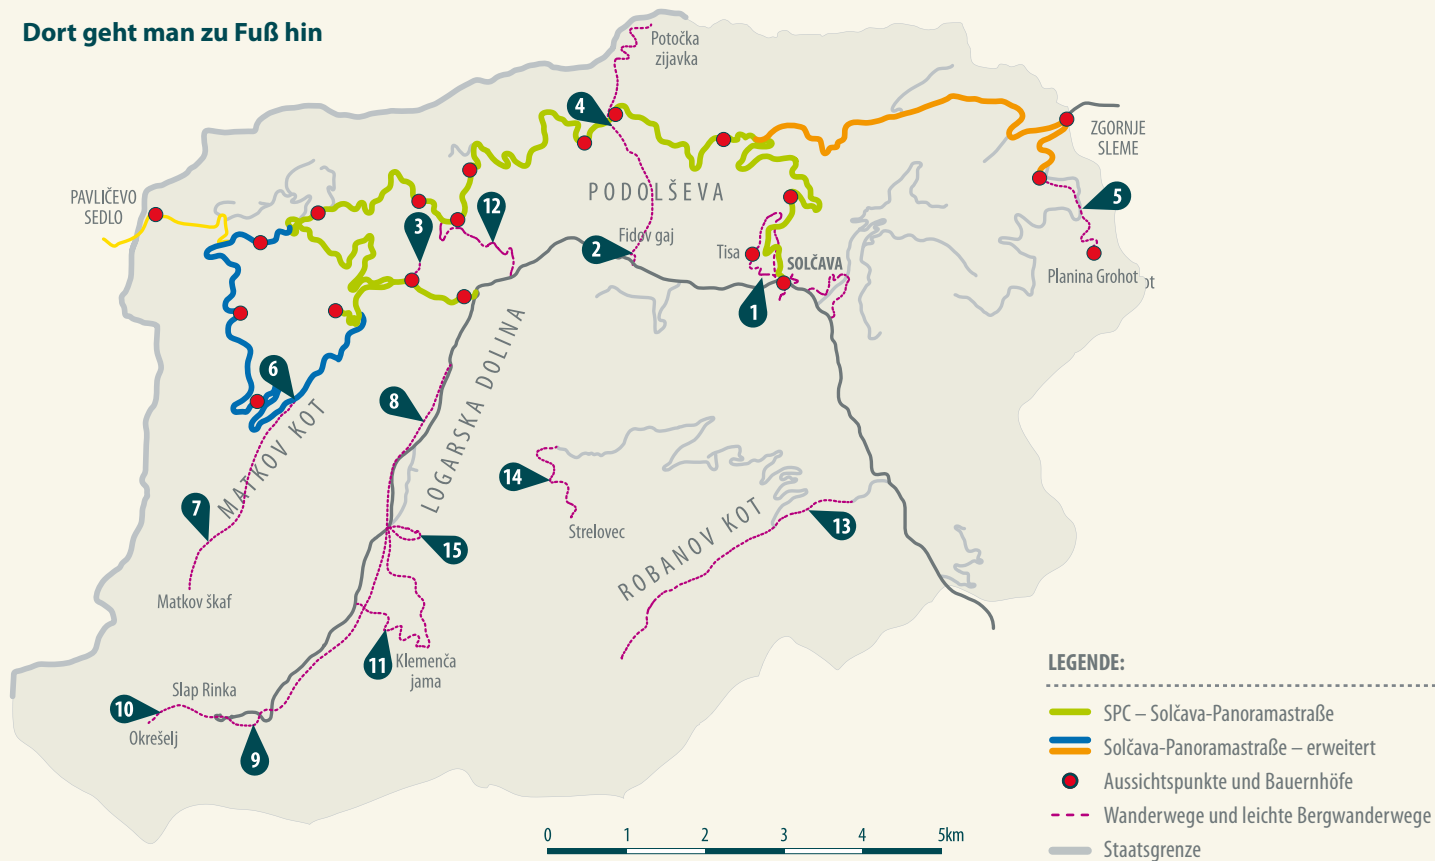 Dort geht man zu Fuß hin
Potočka
zijavka
4
ZGORNJE
SLEME
PAVLIČEVO
SEDLO
PODOLŠEVA
5
12
3
2
Fidov gaj
Tisa
SOLČAVA
Planina Grohot
ot
1
6
8
MATKOV KOT
LOGARSKA DOLINA
14
7
Strelovec
13
15
ROBANOV KOT
Matkov škaf
11
Klemenča
jama
Slap Rinka
10
Okrešelj
9
LEGENDE:
SPC – Solčava-Panoramastraße
Solčava-Panoramastraße – erweitert
Aussichtspunkte und Bauernhöfe
Wanderwege und leichte Bergwanderwege
Staatsgrenze
0 1 2 3 4 5km